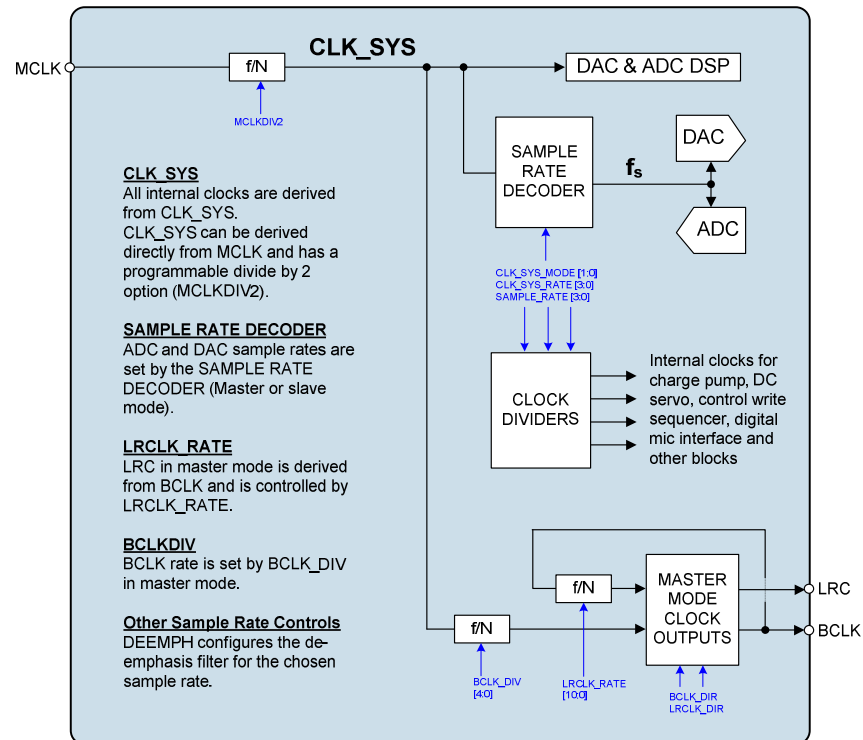 MCLK
f/N
CLK_SYS
DAC & ADC DSP
MCLKDIV2
SAMPLE
RATE
DECODER
fs
DAC
ADC
CLK_SYS
All internal clocks are derived
from CLK_SYS.
CLK_SYS can be derived
directly from MCLK and has a
programmable divide by 2
option (MCLKDIV2).
CLK_SYS_MODE [1:0]
CLK_SYS_RATE [3:0]
SAMPLE_RATE [3:0]
SAMPLE RATE DECODER
ADC and DAC sample rates are
set by the SAMPLE RATE
DECODER (Master or slave
mode).
CLOCK
DIVIDERS
Internal clocks for
charge pump, DC
servo, control write
sequencer, digital
mic interface and
other blocks
LRCLK_RATE
LRC in master mode is derived
from BCLK and is controlled by
LRCLK_RATE.
BCLKDIV
BCLK rate is set by BCLK_DIV
in master mode.
Other Sample Rate Controls
DEEMPH configures the de-
emphasis filter for the chosen
sample rate.
f/N
f/N
MASTER
MODE
CLOCK
OUTPUTS
LRC
BCLK
BCLK_DIV
[4:0]
LRCLK_RATE
[10:0]
BCLK_DIR
LRCLK_DIR